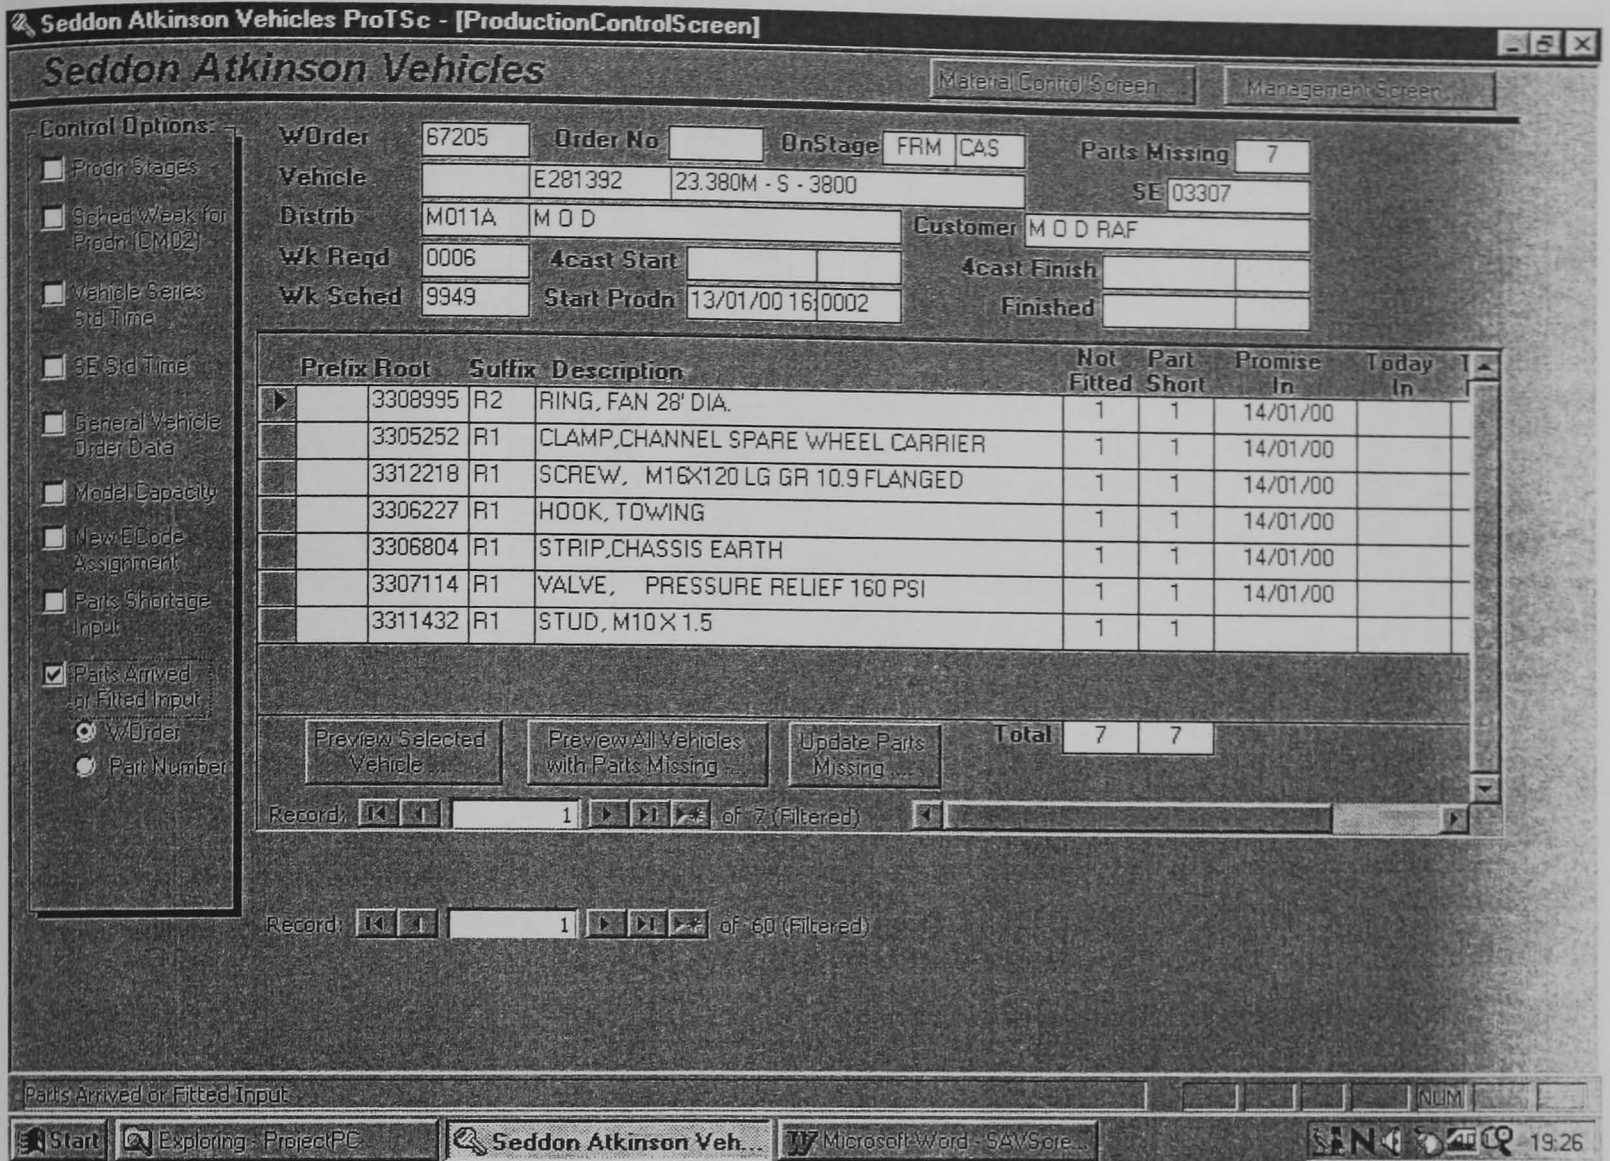 Seddon Atkinson Vehicles ProTSc - [ProductionControlScreen]
Seddon Atkinson Vehicles
Material Control Screen ...
Management Screen ...
Control Options:
Prodn Stages
Sched Weak for
Prodn (CM02)
Vehicle Series
Std Time
SE Std Time
General Vehicle
Order Data
Model Capacity
New ECode
Assignment
Parts Shortage
Input
Parts Arrived
or Fitted Input
WOrder
Part Number
WOrder 67205 Order No OnStage FRM CAS Parts Missing 7
Vehicle E281392 23.380M - S - 3800 SE 03307
Distrib M011A M O D Customer M O D RAF
Wk Reqd 0006 4cast Start 4cast Finish
Wk Sched 9949 Start Prodn 13/01/00 16: 0002 Finished
Prefix Root Suffix Description Not Fitted Part Short Promise In Today In
3308995 R2 RING, FAN 28' DIA. 1 1 14/01/00
3305252 R1 CLAMP,CHANNEL SPARE WHEEL CARRIER 1 1 14/01/00
3312218 R1 SCREW, M16X120 LG GR 10.9 FLANGED 1 1 14/01/00
3306227 R1 HOOK, TOWING 1 1 14/01/00
3306804 R1 STRIP,CHASSIS EARTH 1 1 14/01/00
3307114 R1 VALVE, PRESSURE RELIEF 160 PSI 1 1 14/01/00
3311432 R1 STUD, M10 X 1.5 1 1
Preview Selected
Vehicle ...
Preview All Vehicles
with Parts Missing ...
Update Parts
Missing ...
Total 7 7
Record: 1 of 7 (Filtered)
Record: 1 of 60 (Filtered)
Parts Arrived or Fitted Input
NUM
Start Exploring - ProjectPC Seddon Atkinson Veh... Microsoft Word - SAVScre... 19:26